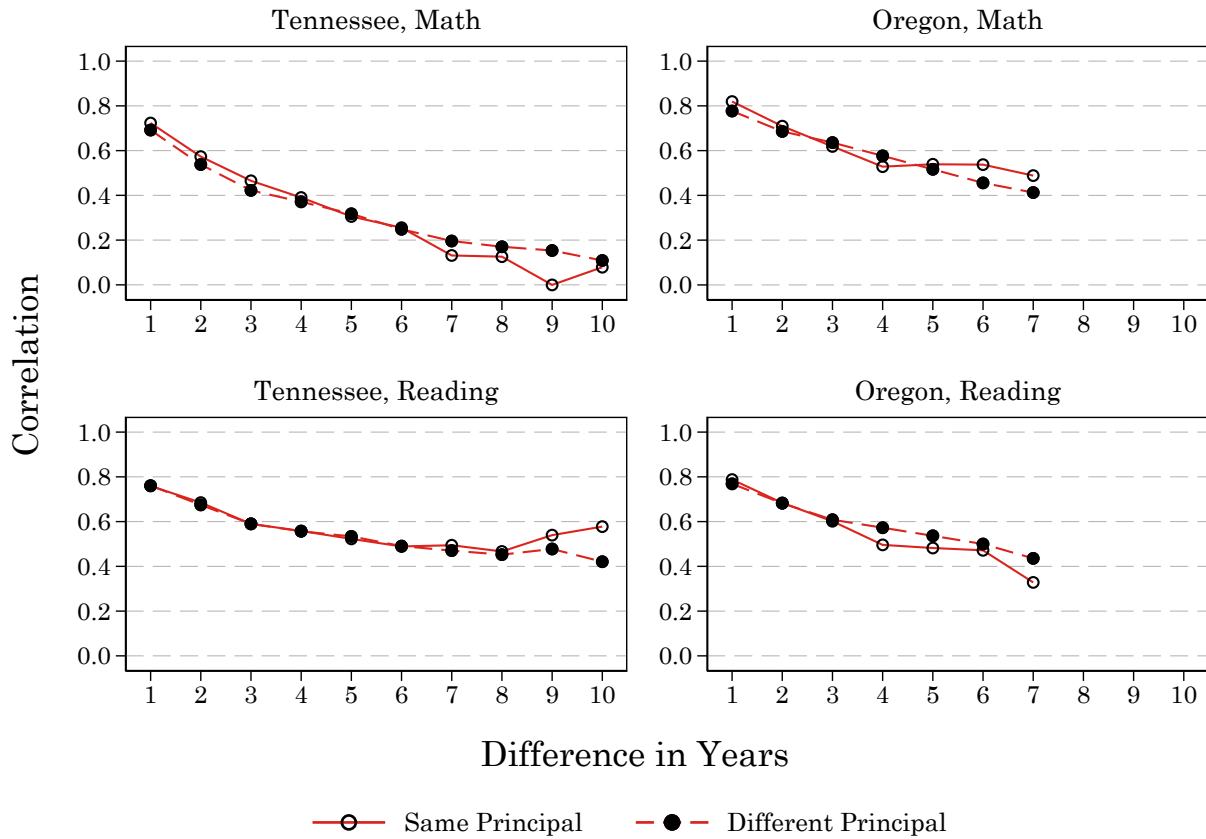 Tennessee, Math
Oregon, Math
1.0
0.8
0.6
0.4
0.2
0.0
1 2 3 4 5 6 7 8 9 10
1.0
0.8
0.6
0.4
0.2
0.0
1 2 3 4 5 6 7 8 9 10
Correlation
Tennessee, Reading
Oregon, Reading
1.0
0.8
0.6
0.4
0.2
0.0
1 2 3 4 5 6 7 8 9 10
1.0
0.8
0.6
0.4
0.2
0.0
1 2 3 4 5 6 7 8 9 10
Difference in Years
Same Principal
Different Principal